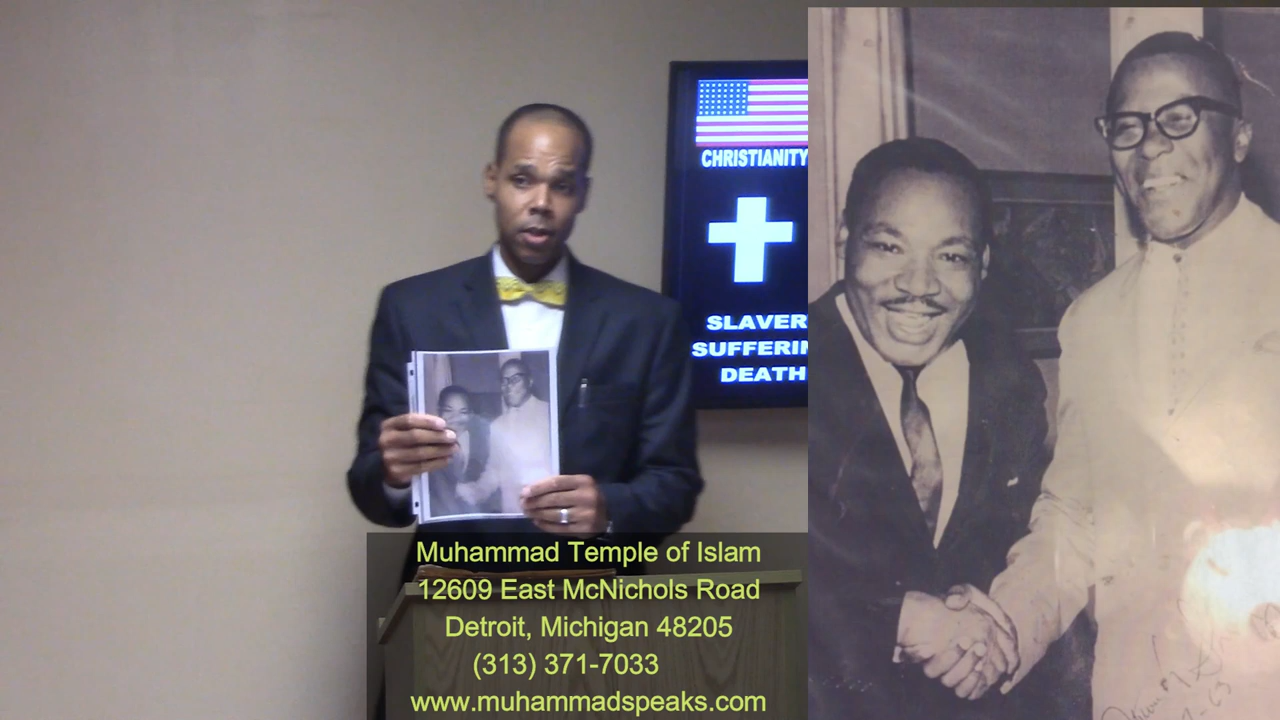 CHRISTIANITY
SLAVER
SUFFERIN
DEATH
Muhammad Temple of Islam
12609 East McNichols Road
Detroit, Michigan 48205
(313) 371-7033
www.muhammadspeaks.com